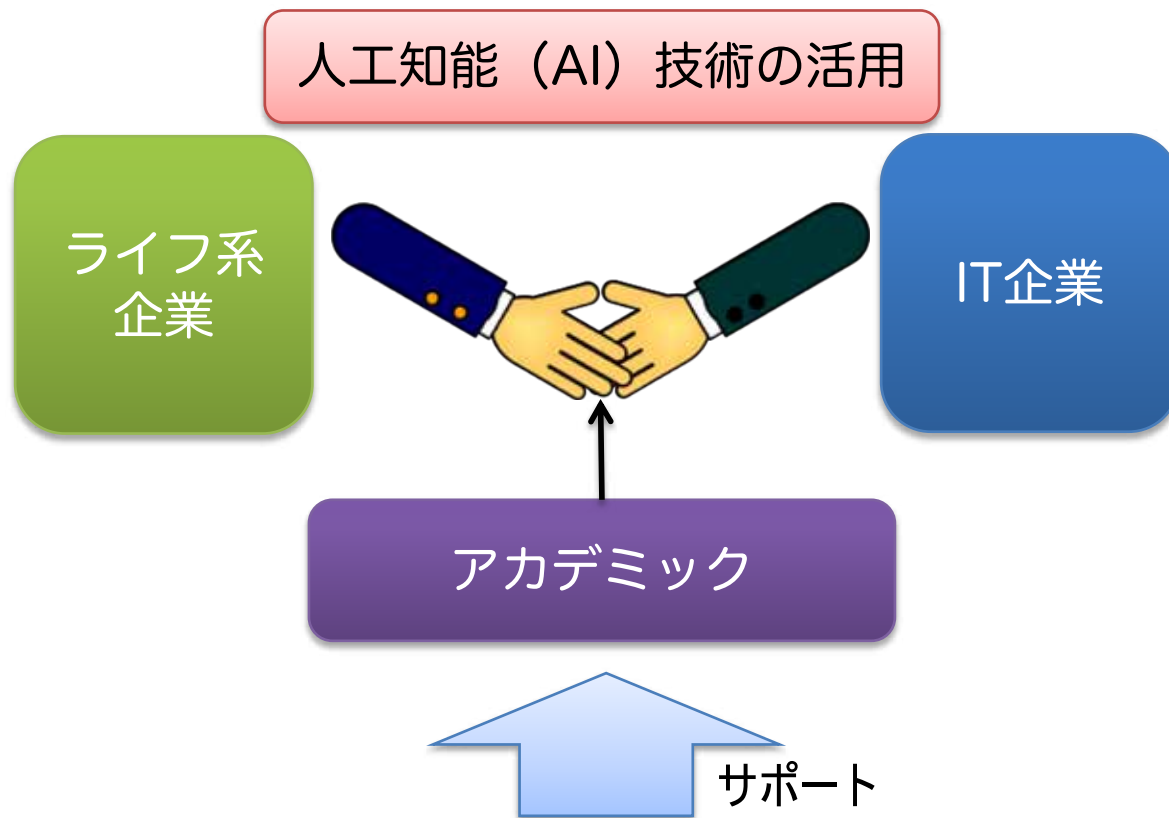 人工知能（AI）技術の活用
ライフ系
企業
IT企業
アカデミック
サポート